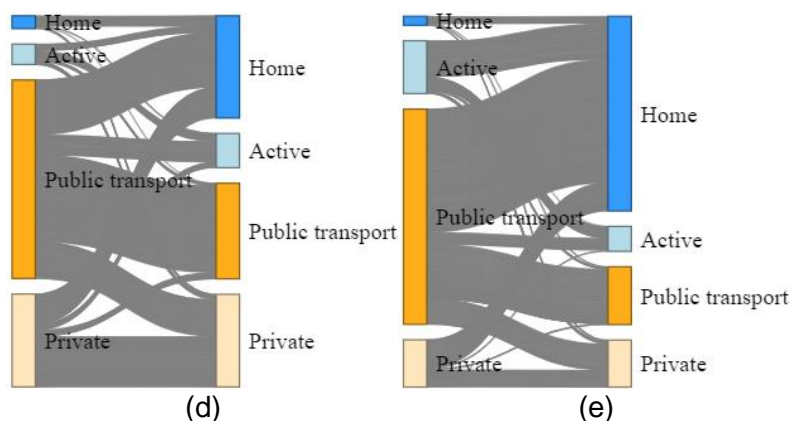 Home
Active
Public transport
Private
Home
Active
Public transport
Private
(d)
Home
Active
Public transport
Private
Home
Active
Public transport
Private
(e)